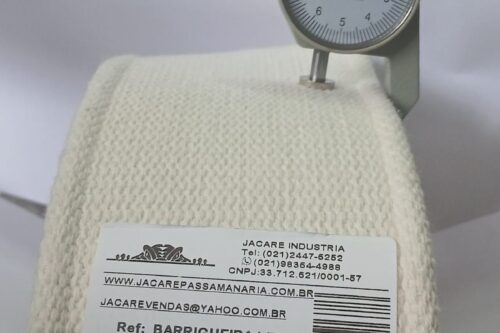 6 5 4
JACARE INDUSTRIA
Tel: (021)2447-6252
(021)98354-4988
CNPJ:33.712.621/0001-57
WWW.JACAREPASSAMANARIA.COM.BR
JACAREVENDAS@YAHOO.COM.BR
Ref: BARRIGUEIRA